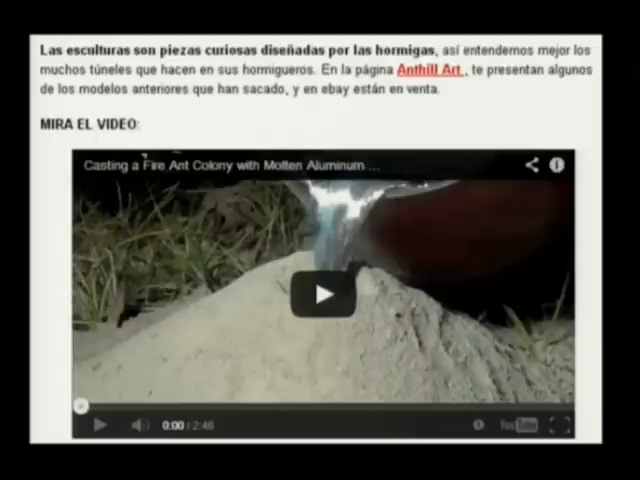 Las esculturas son piezas curiosas diseñadas por las hormigas, así entendemos mejor los
muchos túneles que hacen en sus hormigueros. En la página Anthill Art , te presentan algunos
de los modelos anteriores que han sacado, y en ebay están en venta.
MIRA EL VIDEO:
Casting a Fire Ant Colony with Molten Aluminum ...
0:00 / 2:46
YouTube